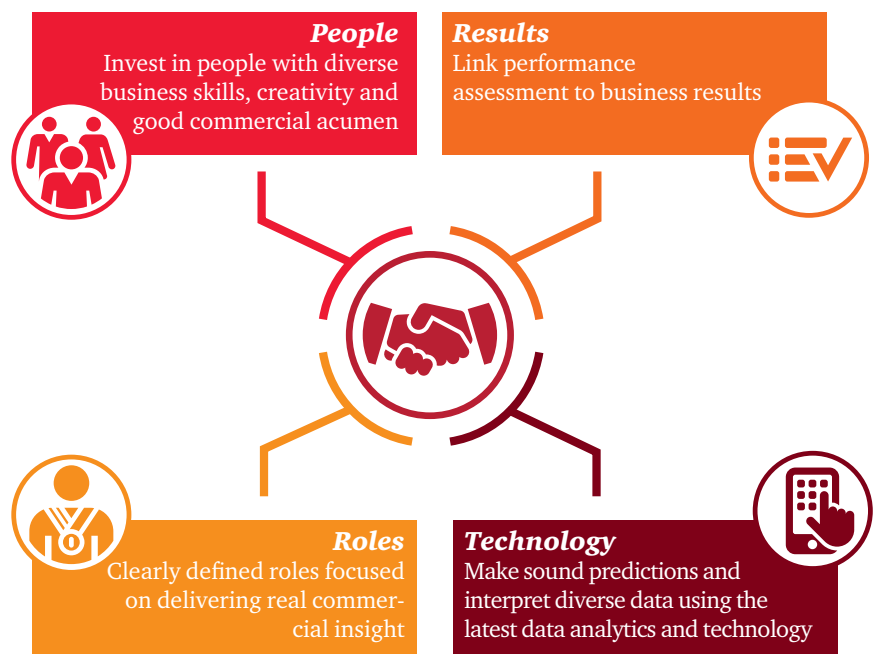 People
Invest in people with diverse
business skills, creativity and
good commercial acumen
Results
Link performance
assessment to business results
Roles
Clearly defined roles focused
on delivering real commer-
cial insight
Technology
Make sound predictions and
interpret diverse data using the
latest data analytics and technology